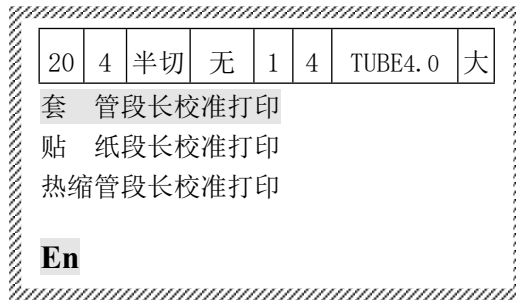 20 4 半切 无 1 4 TUBE4.0 大
套 管段长校准打印
贴 纸段长校准打印
热缩管段长校准打印
En